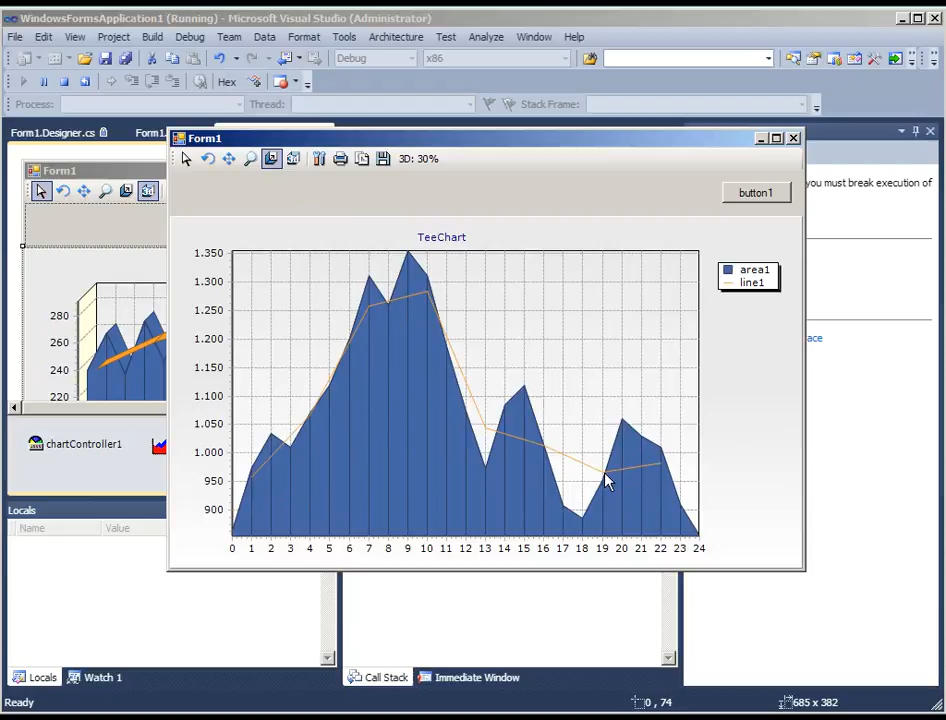 WindowsFormsApplication1 (Running) - Microsoft Visual Studio (Administrator)
File Edit View Project Build Debug Team Data Format Tools Architecture Test Analyze Window Help
Debug x86
Hex
Process: Thread: Stack Frame:
Form1.Designer.cs Form1.
Form1
280
260
240
220
chartController1
Form1
3D: 30%
button1
TeeChart
1.350
1.300
1.250
1.200
1.150
1.100
1.050
1.000
950
900
0 1 2 3 4 5 6 7 8 9 10 11 12 13 14 15 16 17 18 19 20 21 22 23 24
area1
line1
you must break execution of
ace
Locals
Name Value
Locals Watch 1
Call Stack Immediate Window
Ready 0 , 74 685 x 382